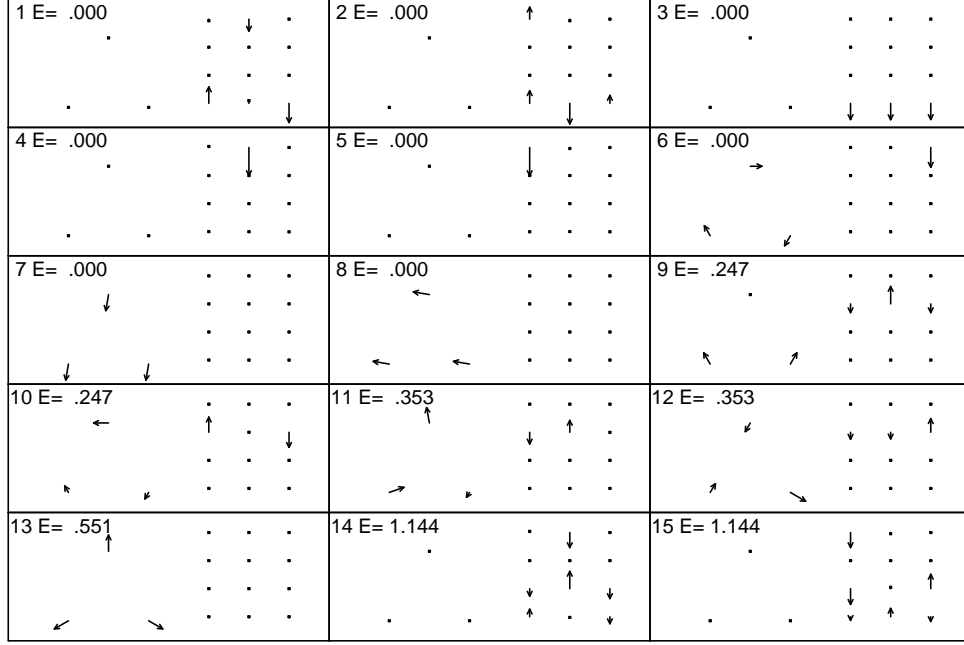 1 E= .000 2 E= .000 3 E= .000
4 E= .000 5 E= .000 6 E= .000
7 E= .000 8 E= .000 9 E= .247
10 E= .247 11 E= .353 12 E= .353
13 E= .551 14 E= 1.144 15 E= 1.144